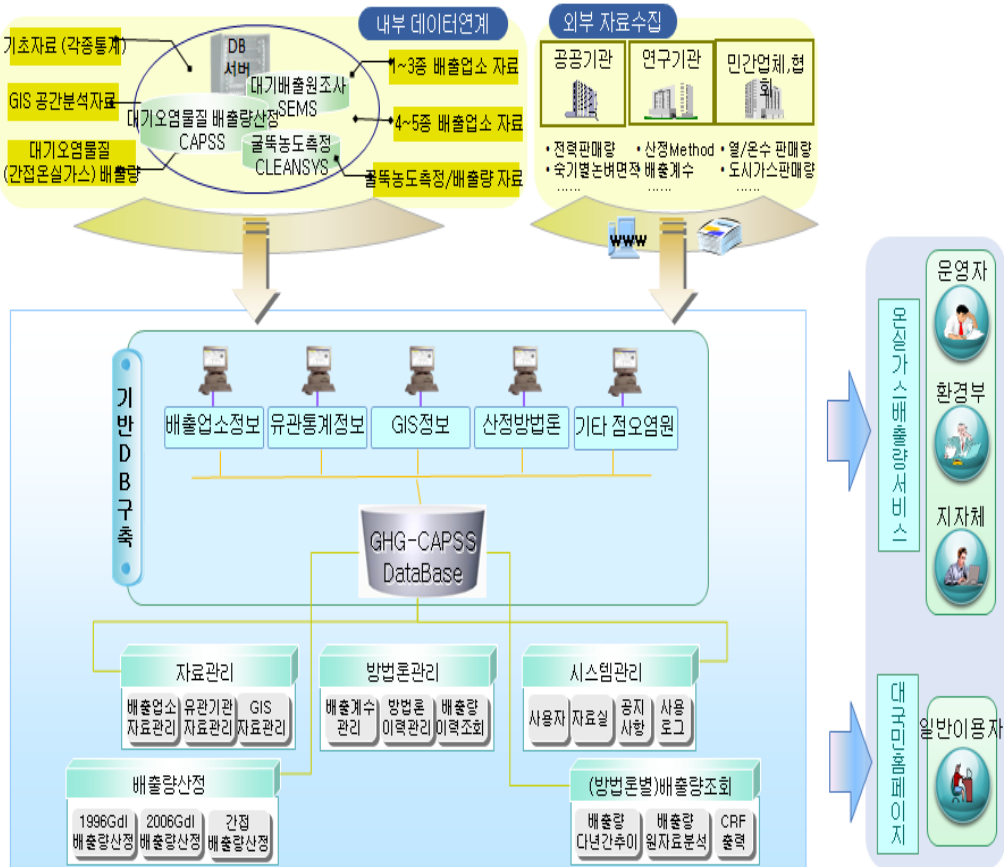 내부 데이터연계
외부 자료수집
기초자료 (각종통계)
GIS 공간분석자료
대기오염물질
(간접온실가스) 배출량
DB
서버
대기배출원조사
SEMS
대기오염물질 배출량산정
CAPSS
굴뚝농도측정
CLEANSYS
1~3종 배출업소 자료
4~5종 배출업소 자료
굴뚝농도측정/배출량 자료
공공기관
연구기관
민간업체,협
화
• 전력판매량
• 숙기별논벼면적
......
• 산정Method
• 배출계수
......
• 열/온수 판매량
• 도시가스판매량
......
WWW
기반DB구축
배출업소정보
유관통계정보
GIS정보
산정방법론
기타 점오염원
GHG-CAPSS
DataBase
자료관리
배출업소
자료관리
유관기관
자료관리
GIS
자료관리
방법론관리
배출계수
관리
방법론
이력관리
배출량
이력조회
시스템관리
사용자
자료실
공지
사항
사용
로그
배출량산정
1996Gdl
배출량산정
2006Gdl
배출량산정
간접
배출량산정
(방법론별)배출량조회
배출량
다년간추이
배출량
원자료분석
CRF
출력
온실가스배출량서비스
운영자
환경부
지자체
대국민홈페이지
일반이용자